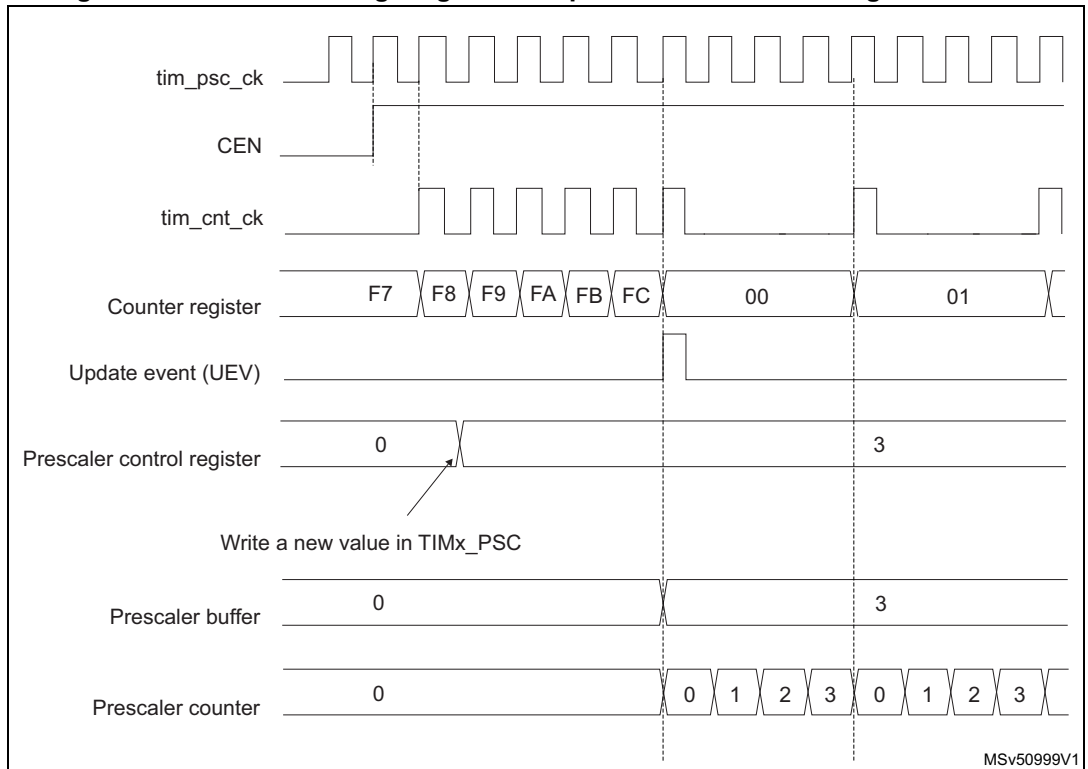 tim_psc_ck
CEN
tim_cnt_ck
Counter register F7 F8 F9 FA FB FC 00 01
Update event (UEV)
Prescaler control register 0 3
Write a new value in TIMx_PSC
Prescaler buffer 0 3
Prescaler counter 0 0 1 2 3 0 1 2 3
MSv50999V1